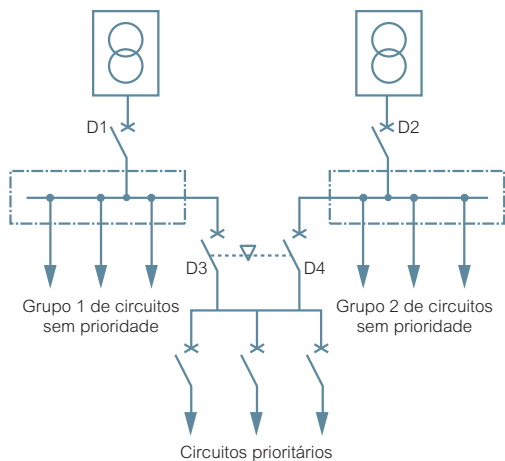 D1
D2
D3
D4
Grupo 1 de circuitos
sem prioridade
Grupo 2 de circuitos
sem prioridade
Circuitos prioritários